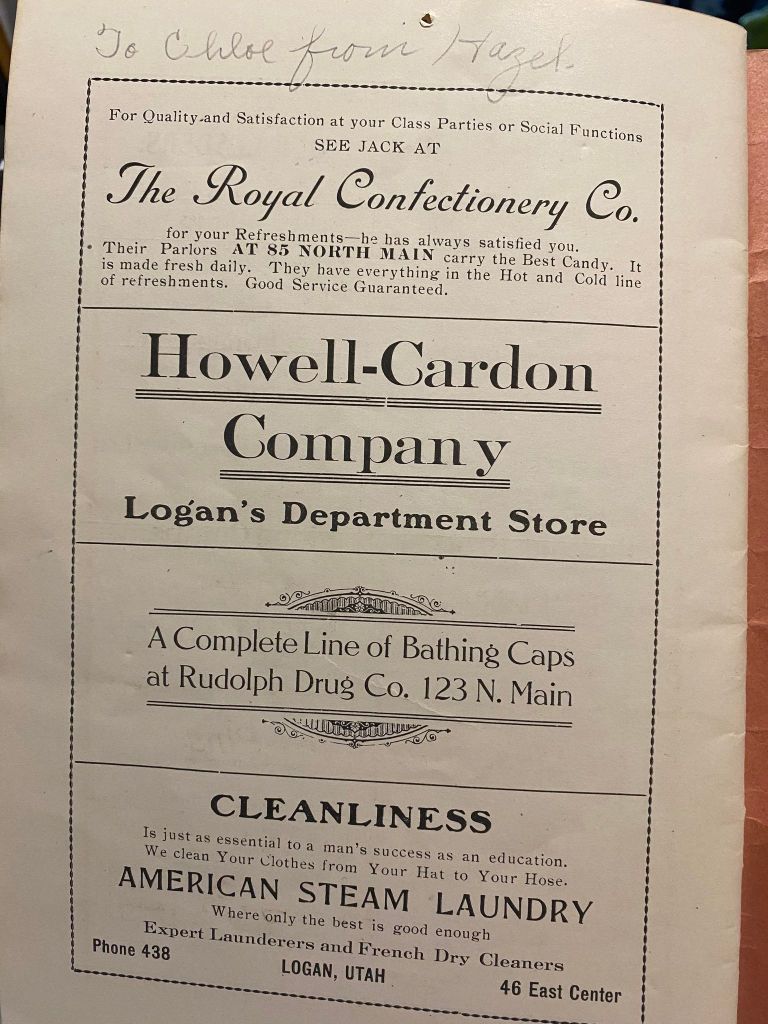 To Chloe from Hazel.
For Quality and Satisfaction at your Class Parties or Social Functions
SEE JACK AT
The Royal Confectionery Co.
for your Refreshments—he has always satisfied you.
Their Parlors AT 85 NORTH MAIN carry the Best Candy. It
is made fresh daily. They have everything in the Hot and Cold line
of refreshments. Good Service Guaranteed.
Howell-Cardon
Company
Logan's Department Store
A Complete Line of Bathing Caps
at Rudolph Drug Co. 123 N. Main
CLEANLINESS
Is just as essential to a man's success as an education.
We clean Your Clothes from Your Hat to Your Hose.
AMERICAN STEAM LAUNDRY
Where only the best is good enough
Expert Launderers and French Dry Cleaners
Phone 438 LOGAN, UTAH 46 East Center